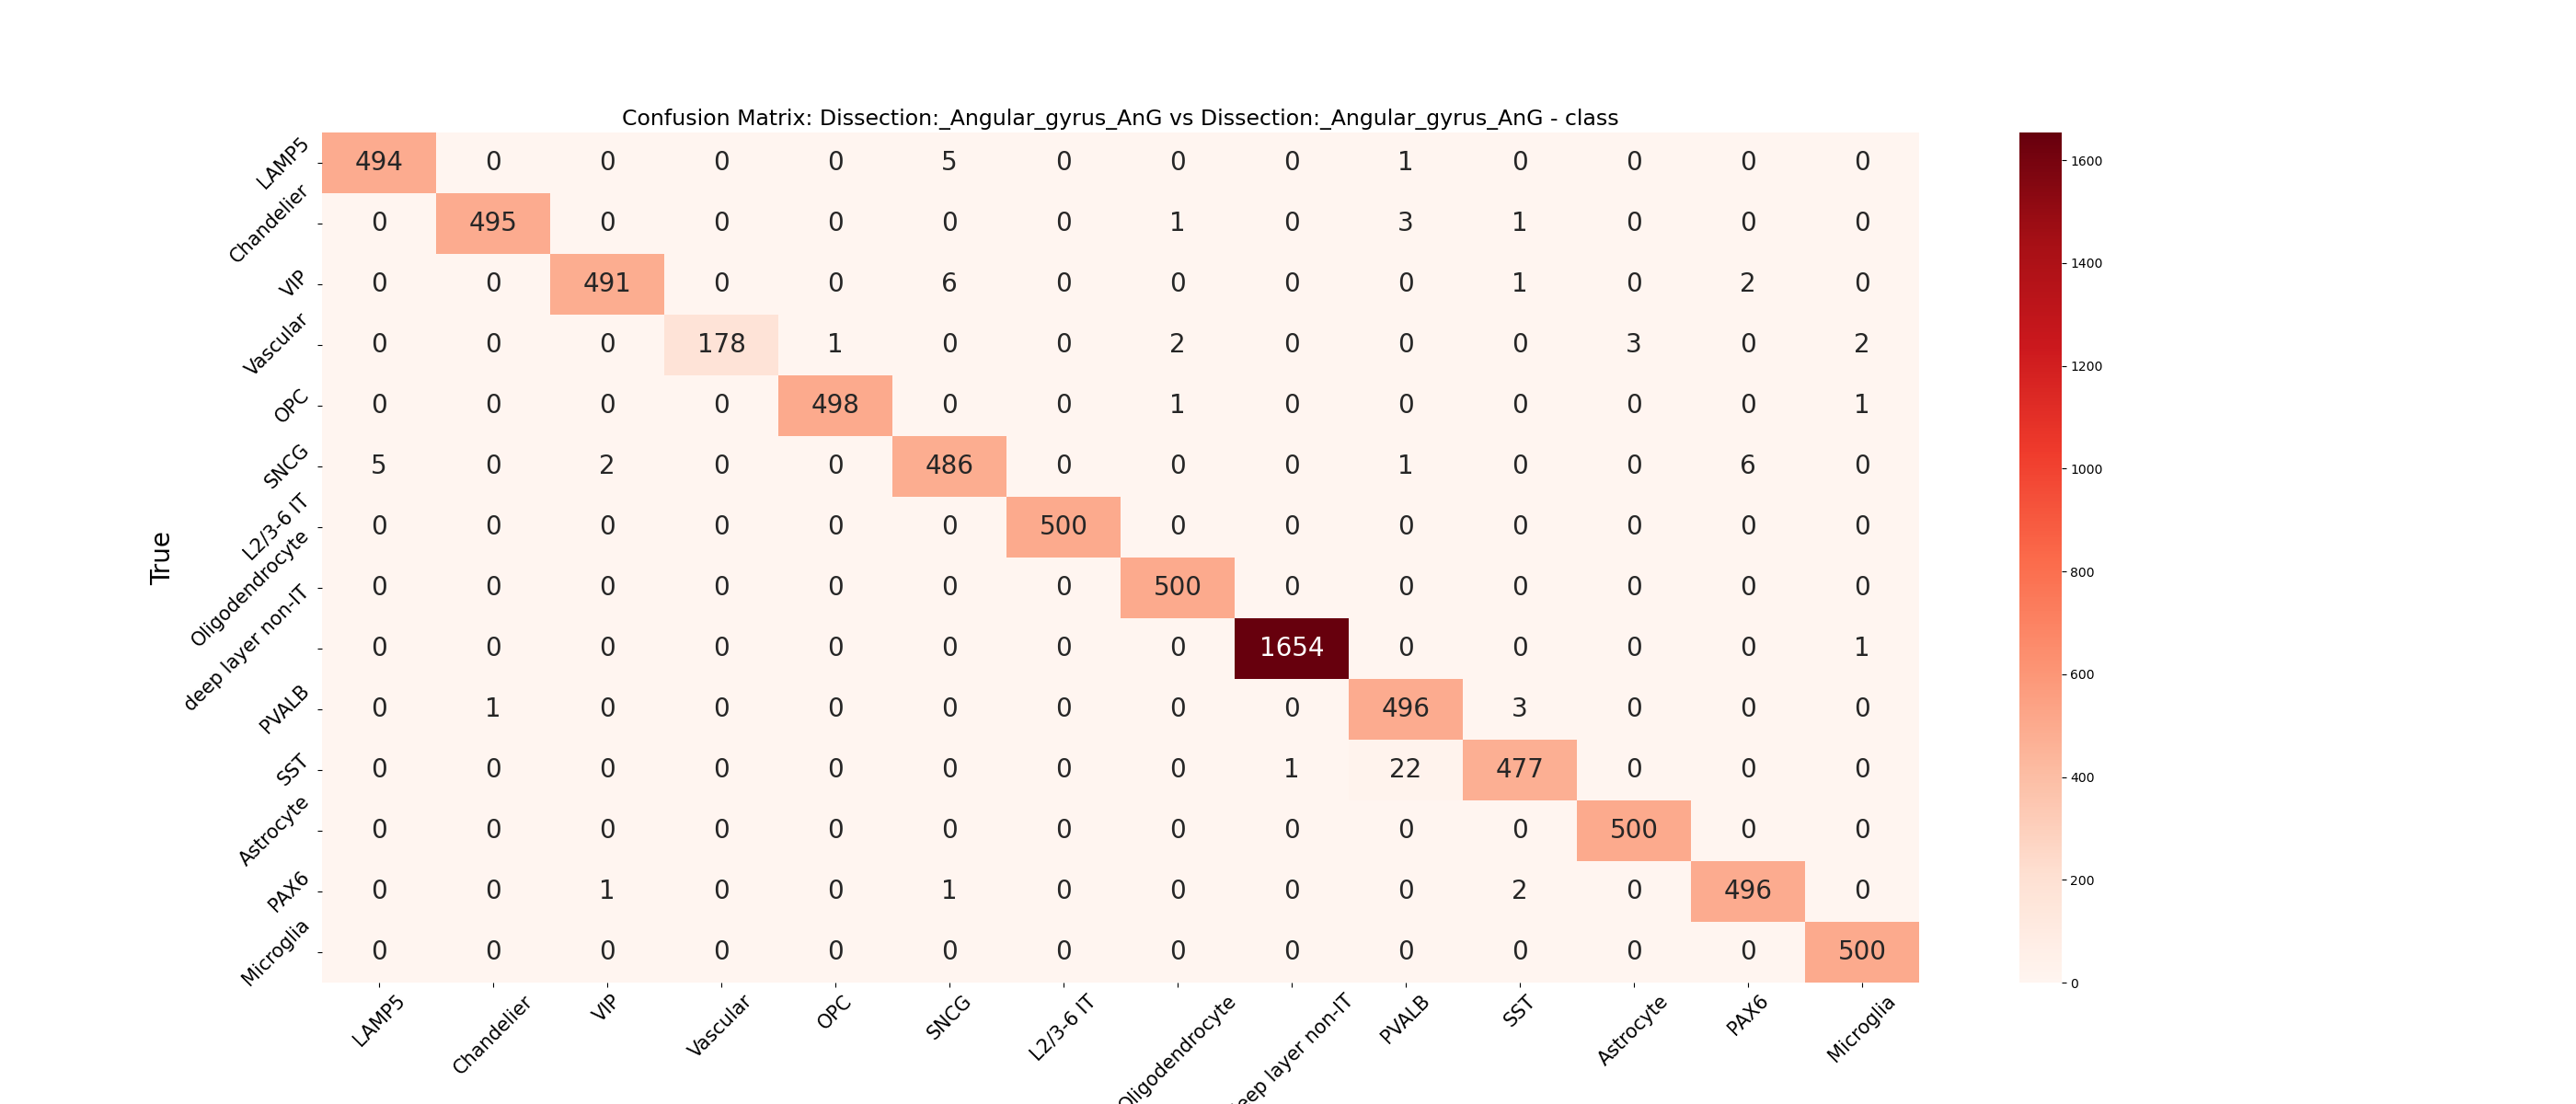 Confusion Matrix: Dissection:_Angular_gyrus_AnG vs Dissection:_Angular_gyrus_AnG - class
LAMP5 494 0 0 0 0 5 0 0 0 1 0 0 0 0
Chandelier 0 495 0 0 0 0 0 1 0 3 1 0 0 0
VIP 0 0 491 0 0 6 0 0 0 0 1 0 2 0
Vascular 0 0 0 178 1 0 0 2 0 0 0 3 0 2
OPC 0 0 0 0 498 0 0 1 0 0 0 0 0 1
SNCG 5 0 2 0 0 486 0 0 0 1 0 0 6 0
L2/3-6 IT 0 0 0 0 0 0 500 0 0 0 0 0 0 0
Oligodendrocyte 0 0 0 0 0 0 0 500 0 0 0 0 0 0
deep layer non-IT 0 0 0 0 0 0 0 0 1654 0 0 0 0 1
PVALB 0 1 0 0 0 0 0 0 0 496 3 0 0 0
SST 0 0 0 0 0 0 0 0 1 22 477 0 0 0
Astrocyte 0 0 0 0 0 0 0 0 0 0 0 500 0 0
PAX6 0 0 1 0 0 1 0 0 0 0 2 0 496 0
Microglia 0 0 0 0 0 0 0 0 0 0 0 0 0 500
True
LAMP5 Chandelier VIP Vascular OPC SNCG L2/3-6 IT Oligodendrocyte eep layer non-IT PVALB SST Astrocyte PAX6 Microglia
1600
1400
1200
1000
800
600
400
200
0